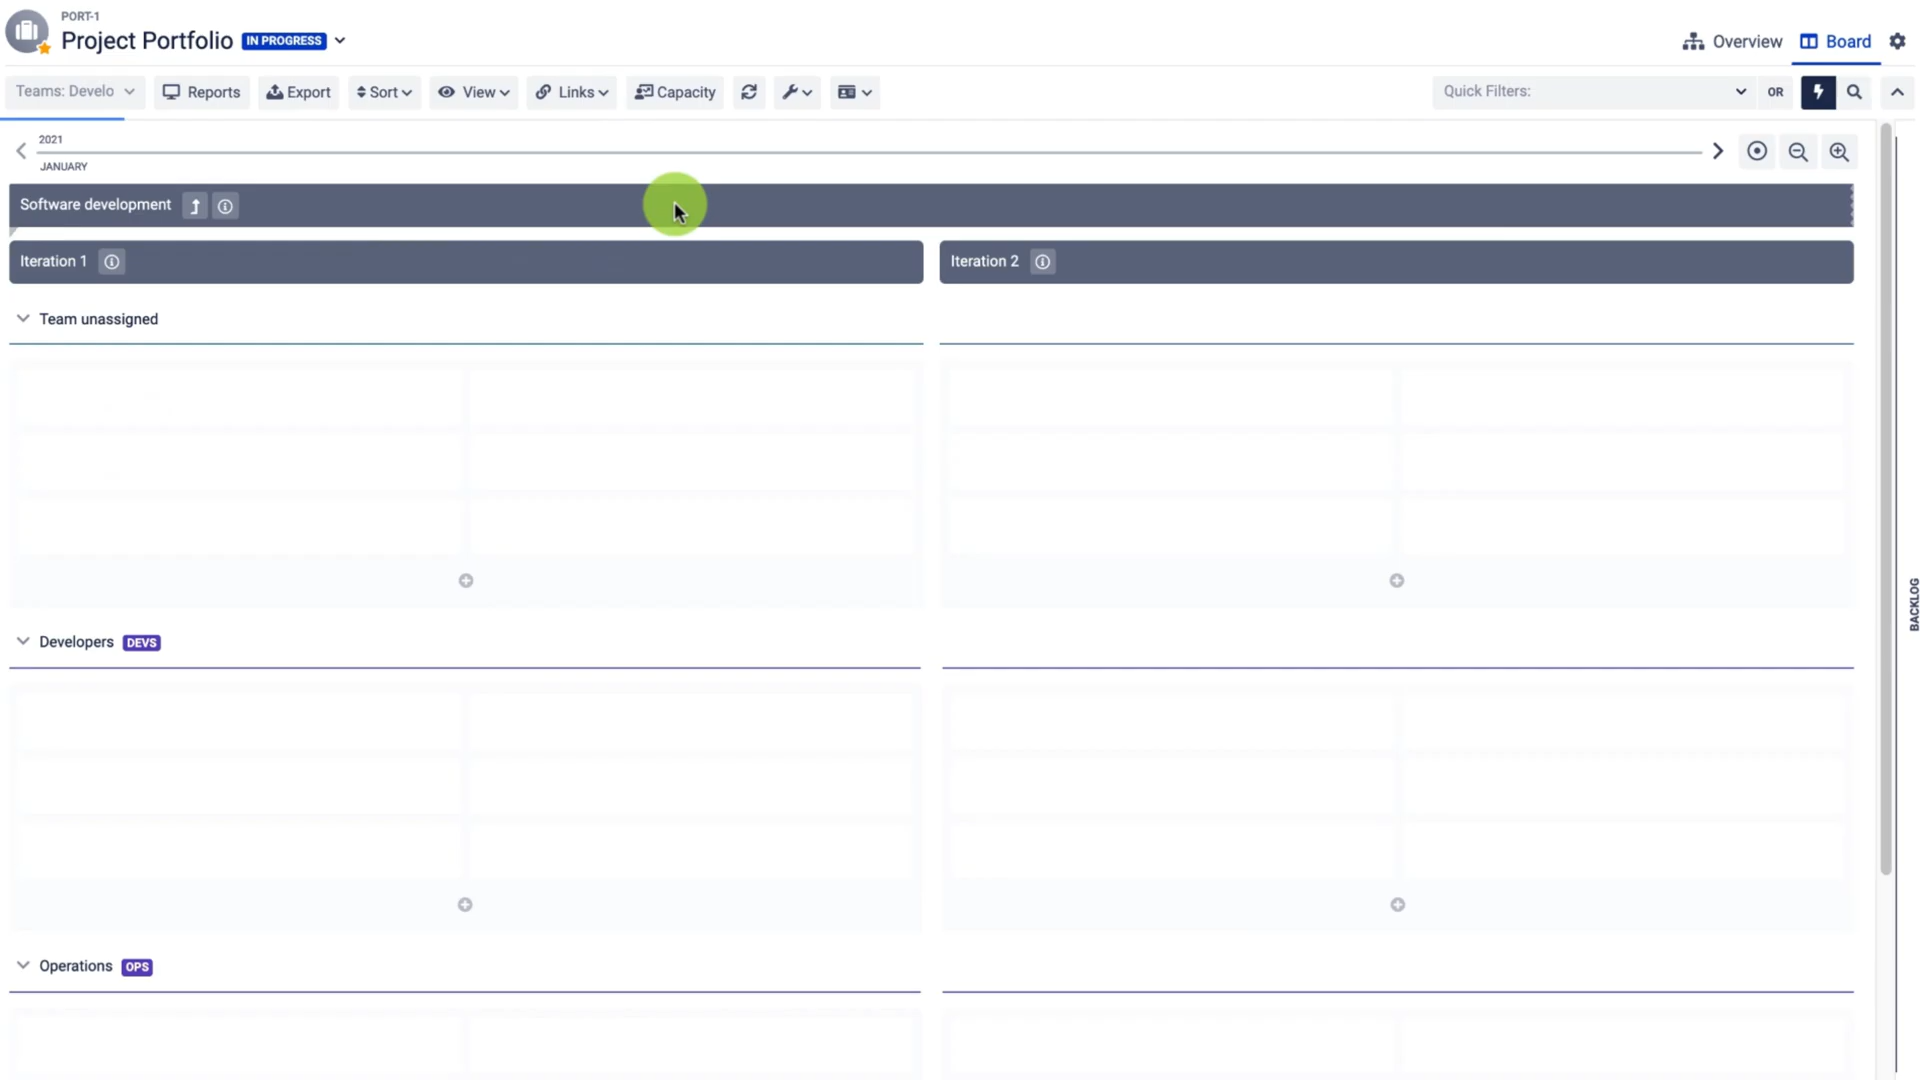 PORT-1
Project Portfolio IN PROGRESS
Overview Board
Teams: Develo Reports Export Sort View Links Capacity
Quick Filters: OR
2021
JANUARY
Software development
Iteration 1
Iteration 2
Team unassigned
BACKLOG
Developers DEVS
Operations OPS